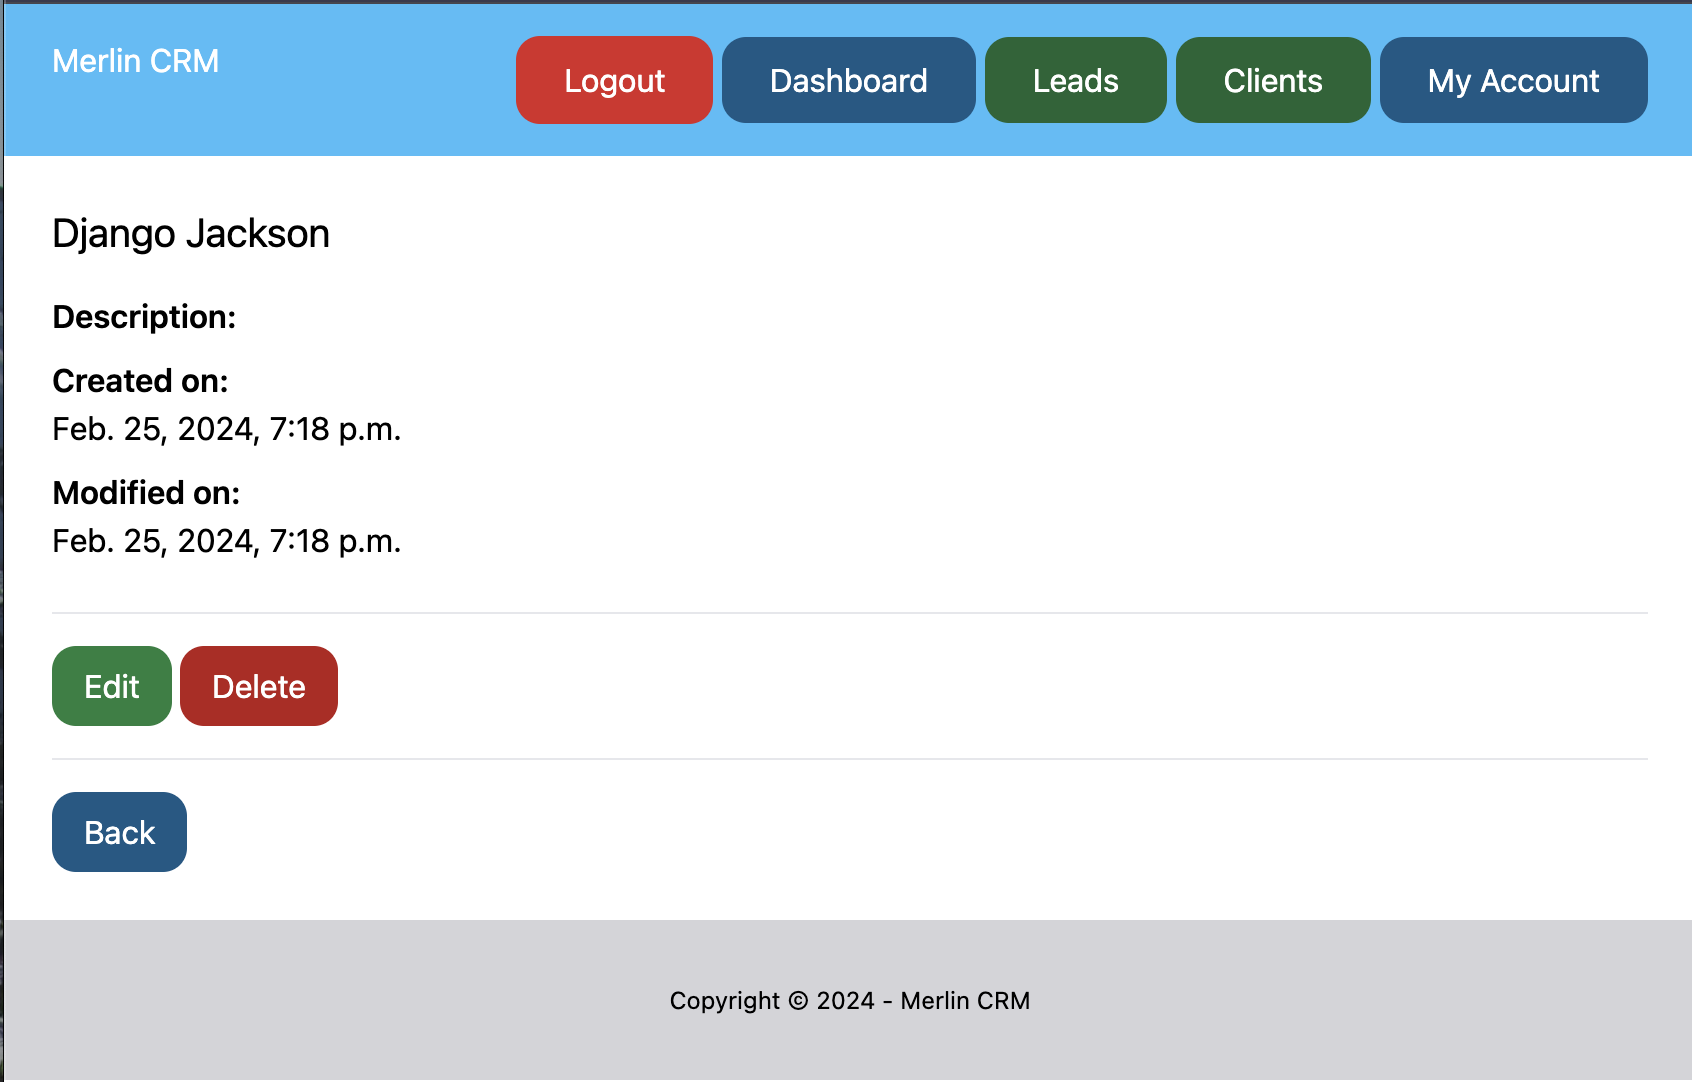 Merlin CRM
Logout Dashboard Leads Clients My Account
Django Jackson
Description:
Created on:
Feb. 25, 2024, 7:18 p.m.
Modified on:
Feb. 25, 2024, 7:18 p.m.
Edit Delete
Back
Copyright © 2024 - Merlin CRM